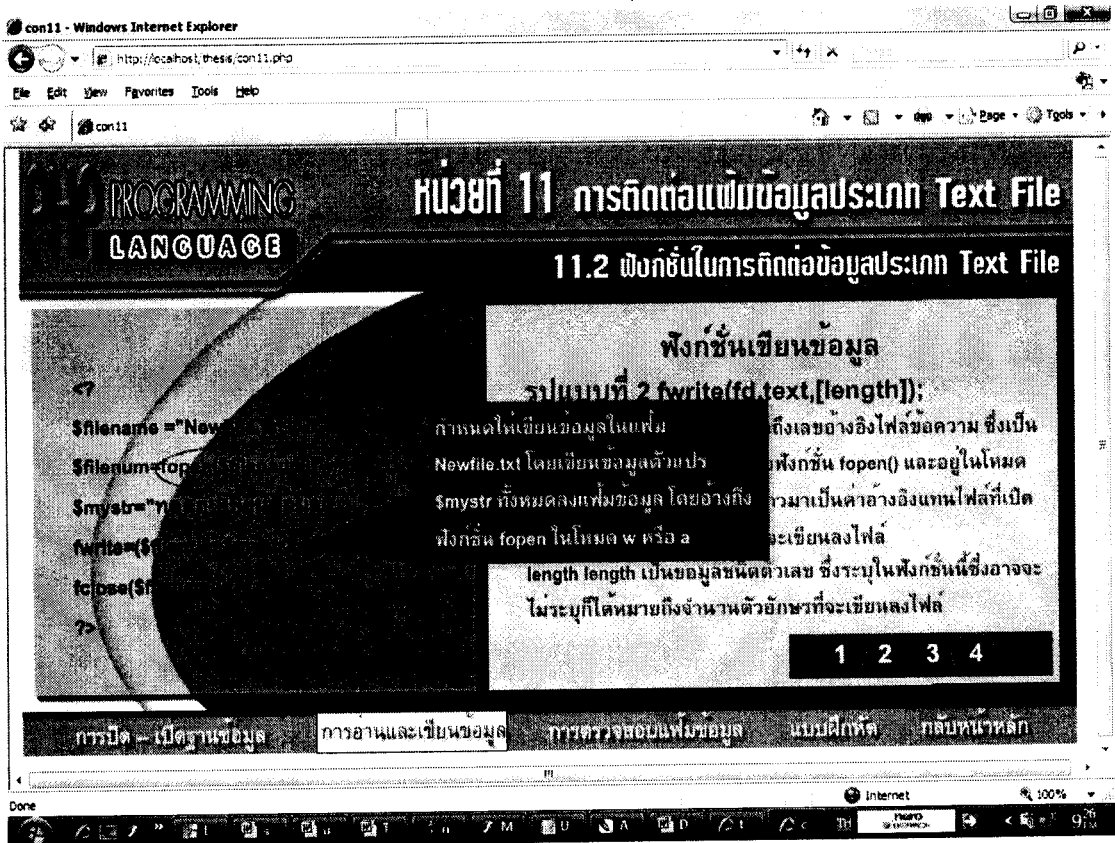 con11 - Windows Internet Explorer
http://localhost/thesis/con11.php
File Edit View Favorites Tools Help
con11
Page Tools
PROGRAMMING
LANGUAGE
หน่วยที่ 11 การติดต่อแฟ้มข้อมูลประเภท Text File
11.2 ฟังก์ชั่นในการติดต่อข้อมูลประเภท Text File
<?
$filename ="New
$filenum=fop
$mystr="
fwrite=($f
fclose($f
?>
กำหนดให้เขียนข้อมูลในแฟ้ม
Newfile.txt โดยเขียนข้อมูลตัวแปร
$mystr ทั้งหมดลงแฟ้มข้อมูล โดยอ้างถึง
ฟังก์ชั่น fopen ในโหมด w หรือ a
ฟังก์ชั่นเขียนข้อมูล
รูปแบบที่ 2 fwrite(fd,text,[length]);
ถึงเลขอ้างอิงไฟล์ข้อความ ซึ่งเป็น
ฟังก์ชั่น fopen() และอยู่ในโหมด
มาเป็นค่าอ้างอิงแทนไฟล์ที่เปิด
จะเขียนลงไฟล์
length length เป็นข้อมูลชนิดตัวเลข ซึ่งระบุในฟังก์ชั่นนี้ซึ่งอาจจะ
ไม่ระบุก็ได้หมายถึงจำนวนตัวอักษรที่จะเขียนลงไฟล์
1 2 3 4
การปิด – เปิดฐานข้อมูล
การอ่านและเขียนข้อมูล
การตรวจสอบแฟ้มข้อมูล
แบบฝึกหัด
กลับหน้าหลัก
Done
Internet
100%
TH
nero